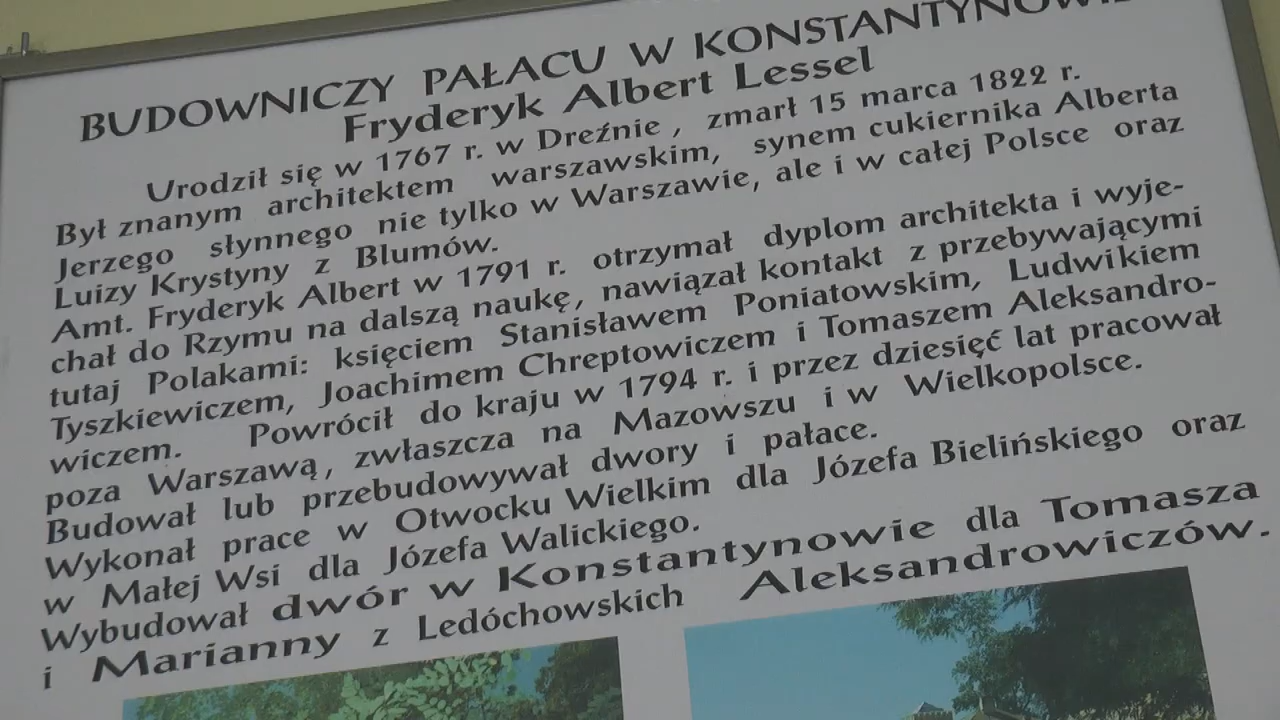 BUDOWNICZY PAŁACU W KONSTANTYNOWIE
Fryderyk Albert Lessel
Urodził się w 1767 r. w Dreźnie , zmarł 15 marca 1822 r.
Był znanym architektem warszawskim, synem cukiernika Alberta
Jerzego słynnego nie tylko w Warszawie, ale i w całej Polsce oraz
Luizy Krystyny z Blumów.
Amt. Fryderyk Albert w 1791 r. otrzymał dyplom architekta i wyje-
chał do Rzymu na dalszą naukę, nawiązał kontakt z przebywającymi
tutaj Polakami: księciem Stanisławem Poniatowskim, Ludwikiem
Tyszkiewiczem, Joachimem Chreptowiczem i Tomaszem Aleksandro-
wiczem. Powrócił do kraju w 1794 r. i przez dziesięć lat pracował
poza Warszawą, zwłaszcza na Mazowszu i w Wielkopolsce.
Budował lub przebudowywał dwory i pałace.
Wykonał prace w Otwocku Wielkim dla Józefa Bielińskiego oraz
w Małej Wsi dla Józefa Walickiego.
Wybudował dwór w Konstantynowie dla Tomasza
i Marianny z Ledóchowskich Aleksandrowiczów.